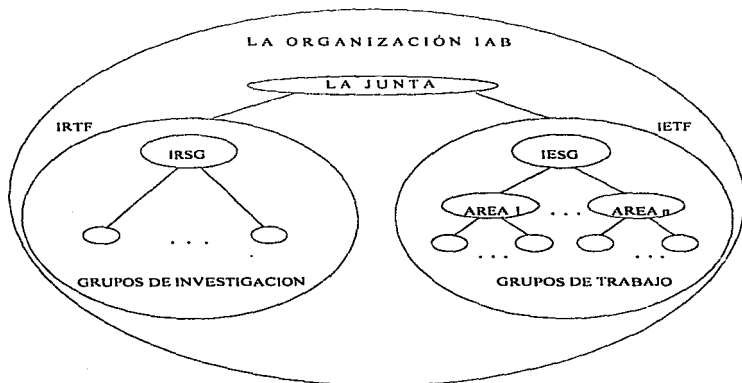 LA ORGANIZACIÓN IAB
LA JUNTA
IRTF
IETF
IRSG
IESG
AREA 1 . . . AREA n
. . .
. . .
. . .
GRUPOS DE INVESTIGACION
GRUPOS DE TRABAJO